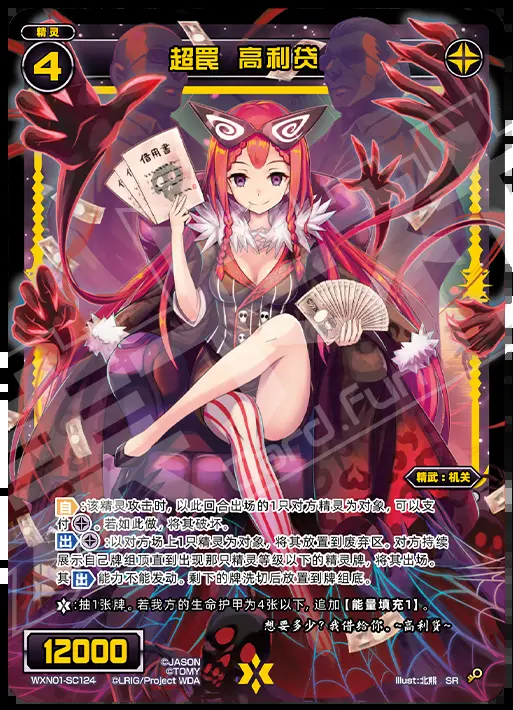 精灵
4
超罠 高利贷
信用書
card.fun
精武：机关
自:该精灵攻击时，以此回合出场的1只对方精灵为对象，可以支
付。若如此做，将其破坏。
出:以对方场上1只精灵为对象，将其放置到废弃区。对方持续
展示自己牌组顶直到出现那只精灵等级以下的精灵牌，将其出场。
其出能力不能发动。剩下的牌洗切后放置到牌组底。
:抽1张牌。若我方的生命护甲为4张以下，追加【能量填充1】。
想要多少？我借给你。~高利贷~
12000
WXN01-SC124
©JASON
©TOMY
©LRIG/Project WDA
Illust:北熊 SR